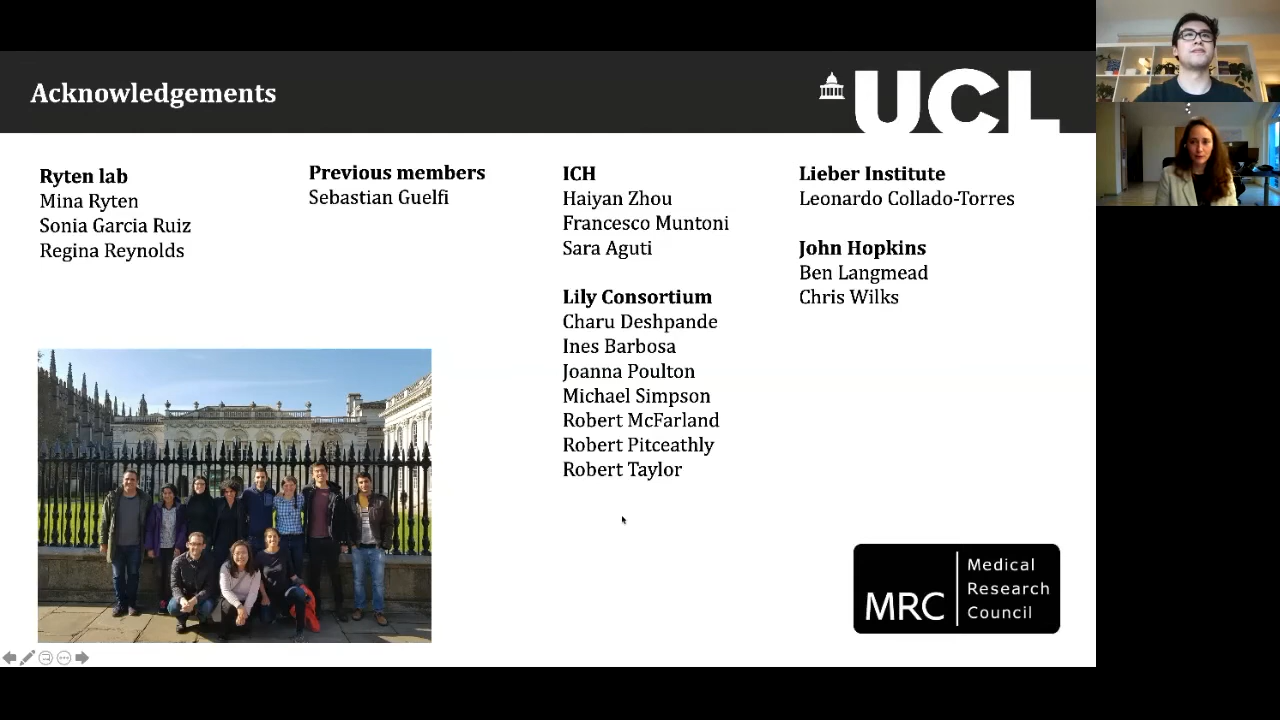 Acknowledgements
UCL
Ryten lab
Mina Ryten
Sonia Garcia Ruiz
Regina Reynolds
Previous members
Sebastian Guelfi
ICH
Haiyan Zhou
Francesco Muntoni
Sara Aguti
Lily Consortium
Charu Deshpande
Ines Barbosa
Joanna Poulton
Michael Simpson
Robert McFarland
Robert Pitceathly
Robert Taylor
Lieber Institute
Leonardo Collado-Torres
John Hopkins
Ben Langmead
Chris Wilks
MRC
Medical
Research
Council